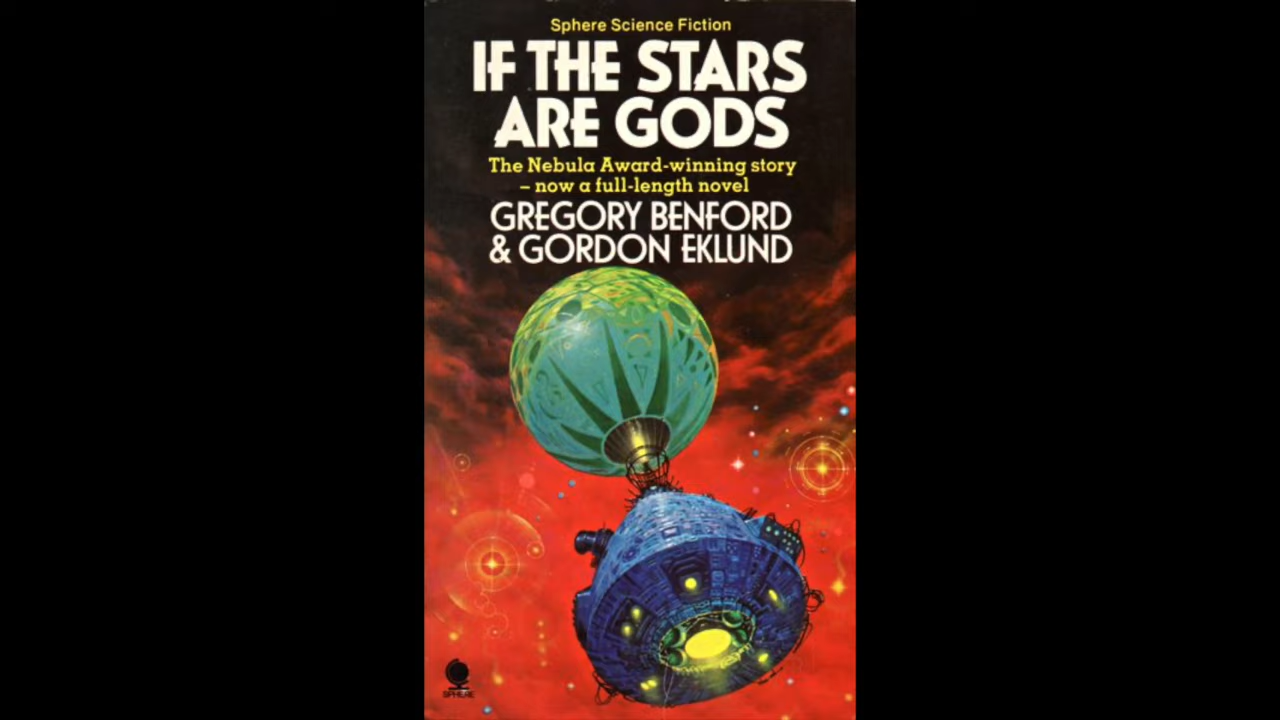 Sphere Science Fiction
IF THE STARS
ARE GODS
The Nebula Award-winning story
– now a full-length novel
GREGORY BENFORD
& GORDON EKLUND
SPHERE